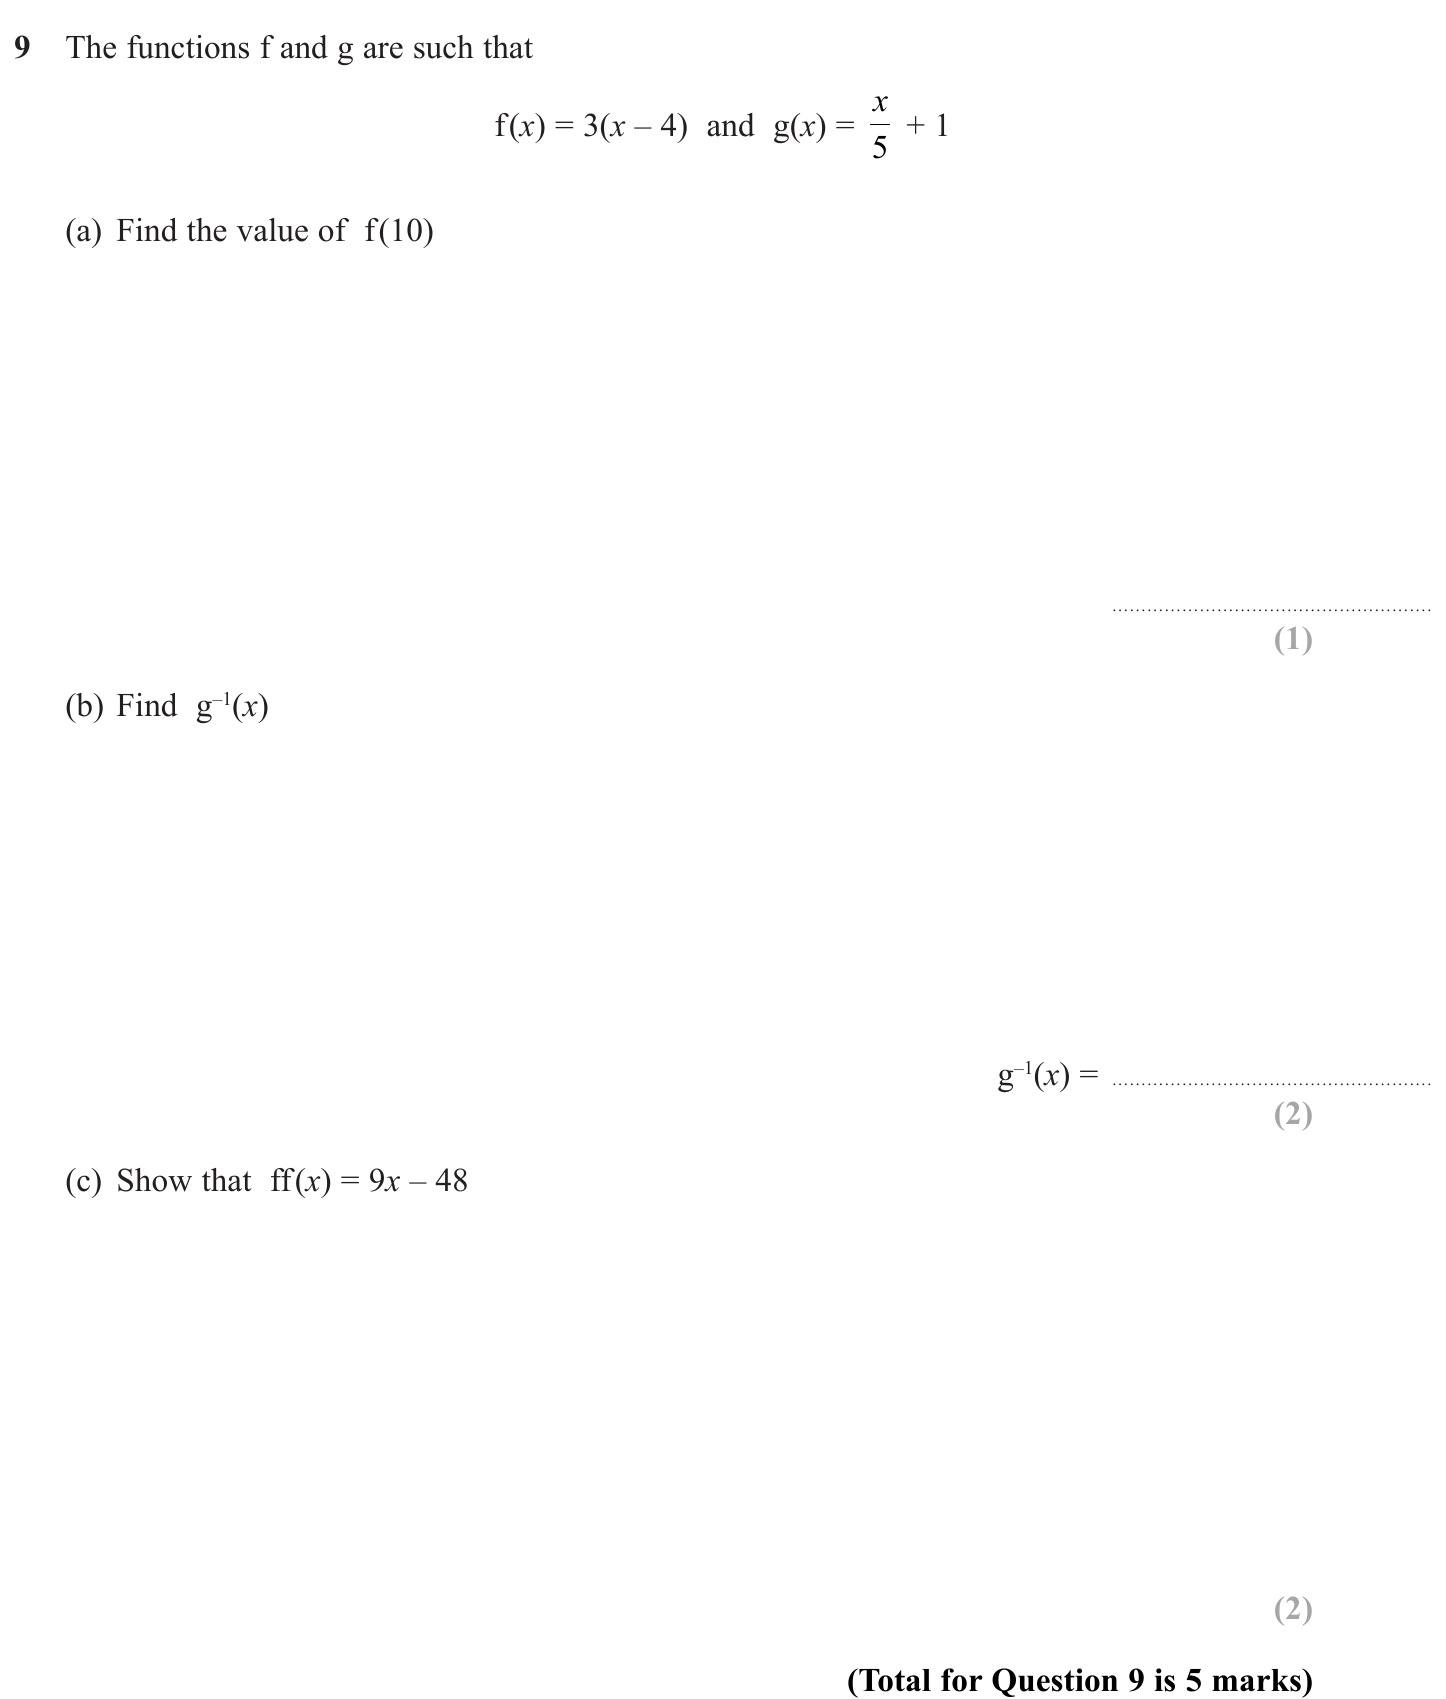 9 The functions f and g are such that
f(x) = 3(x – 4) and g(x) = x/5 + 1
(a) Find the value of f(10)
(1)
(b) Find g⁻¹(x)
g⁻¹(x) = ........................................................
(2)
(c) Show that ff(x) = 9x – 48
(2)
(Total for Question 9 is 5 marks)